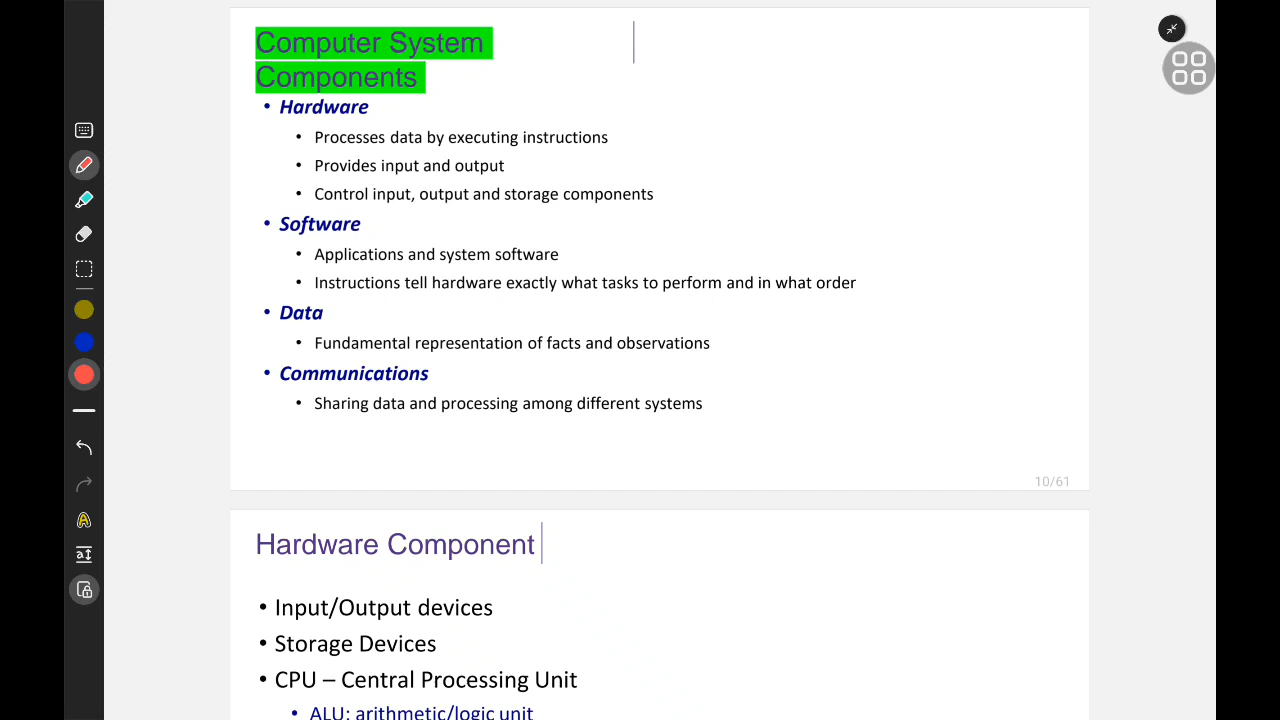 Computer System
Components
• Hardware
• Processes data by executing instructions
• Provides input and output
• Control input, output and storage components
• Software
• Applications and system software
• Instructions tell hardware exactly what tasks to perform and in what order
• Data
• Fundamental representation of facts and observations
• Communications
• Sharing data and processing among different systems
10/61
Hardware Component
• Input/Output devices
• Storage Devices
• CPU – Central Processing Unit
• ALU: arithmetic/logic unit